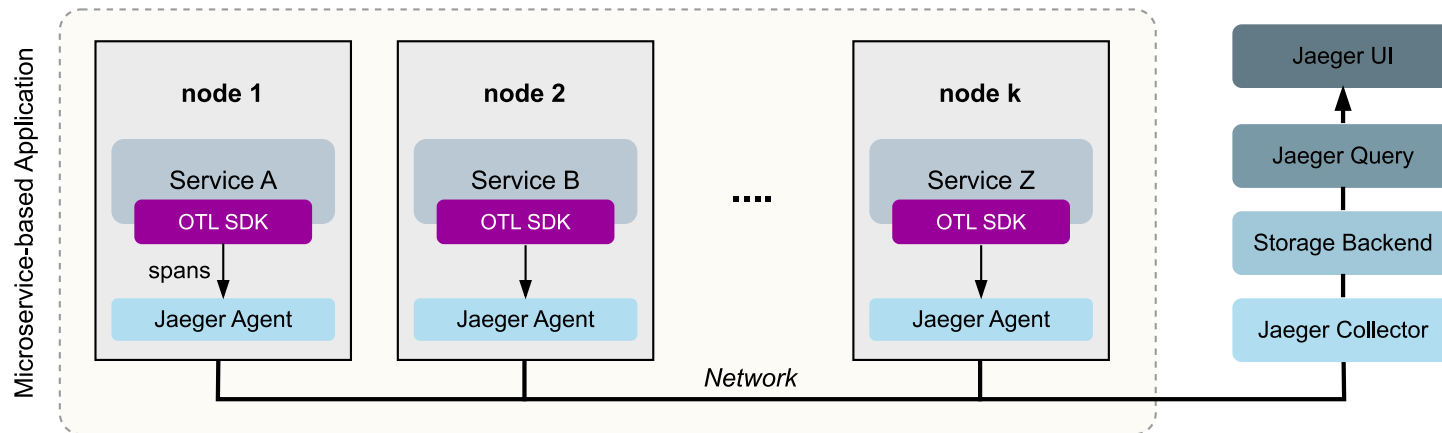 Microservice-based Application
node 1
Service A
OTL SDK
spans
Jaeger Agent
node 2
Service B
OTL SDK
Jaeger Agent
....
node k
Service Z
OTL SDK
Jaeger Agent
Network
Jaeger UI
Jaeger Query
Storage Backend
Jaeger Collector